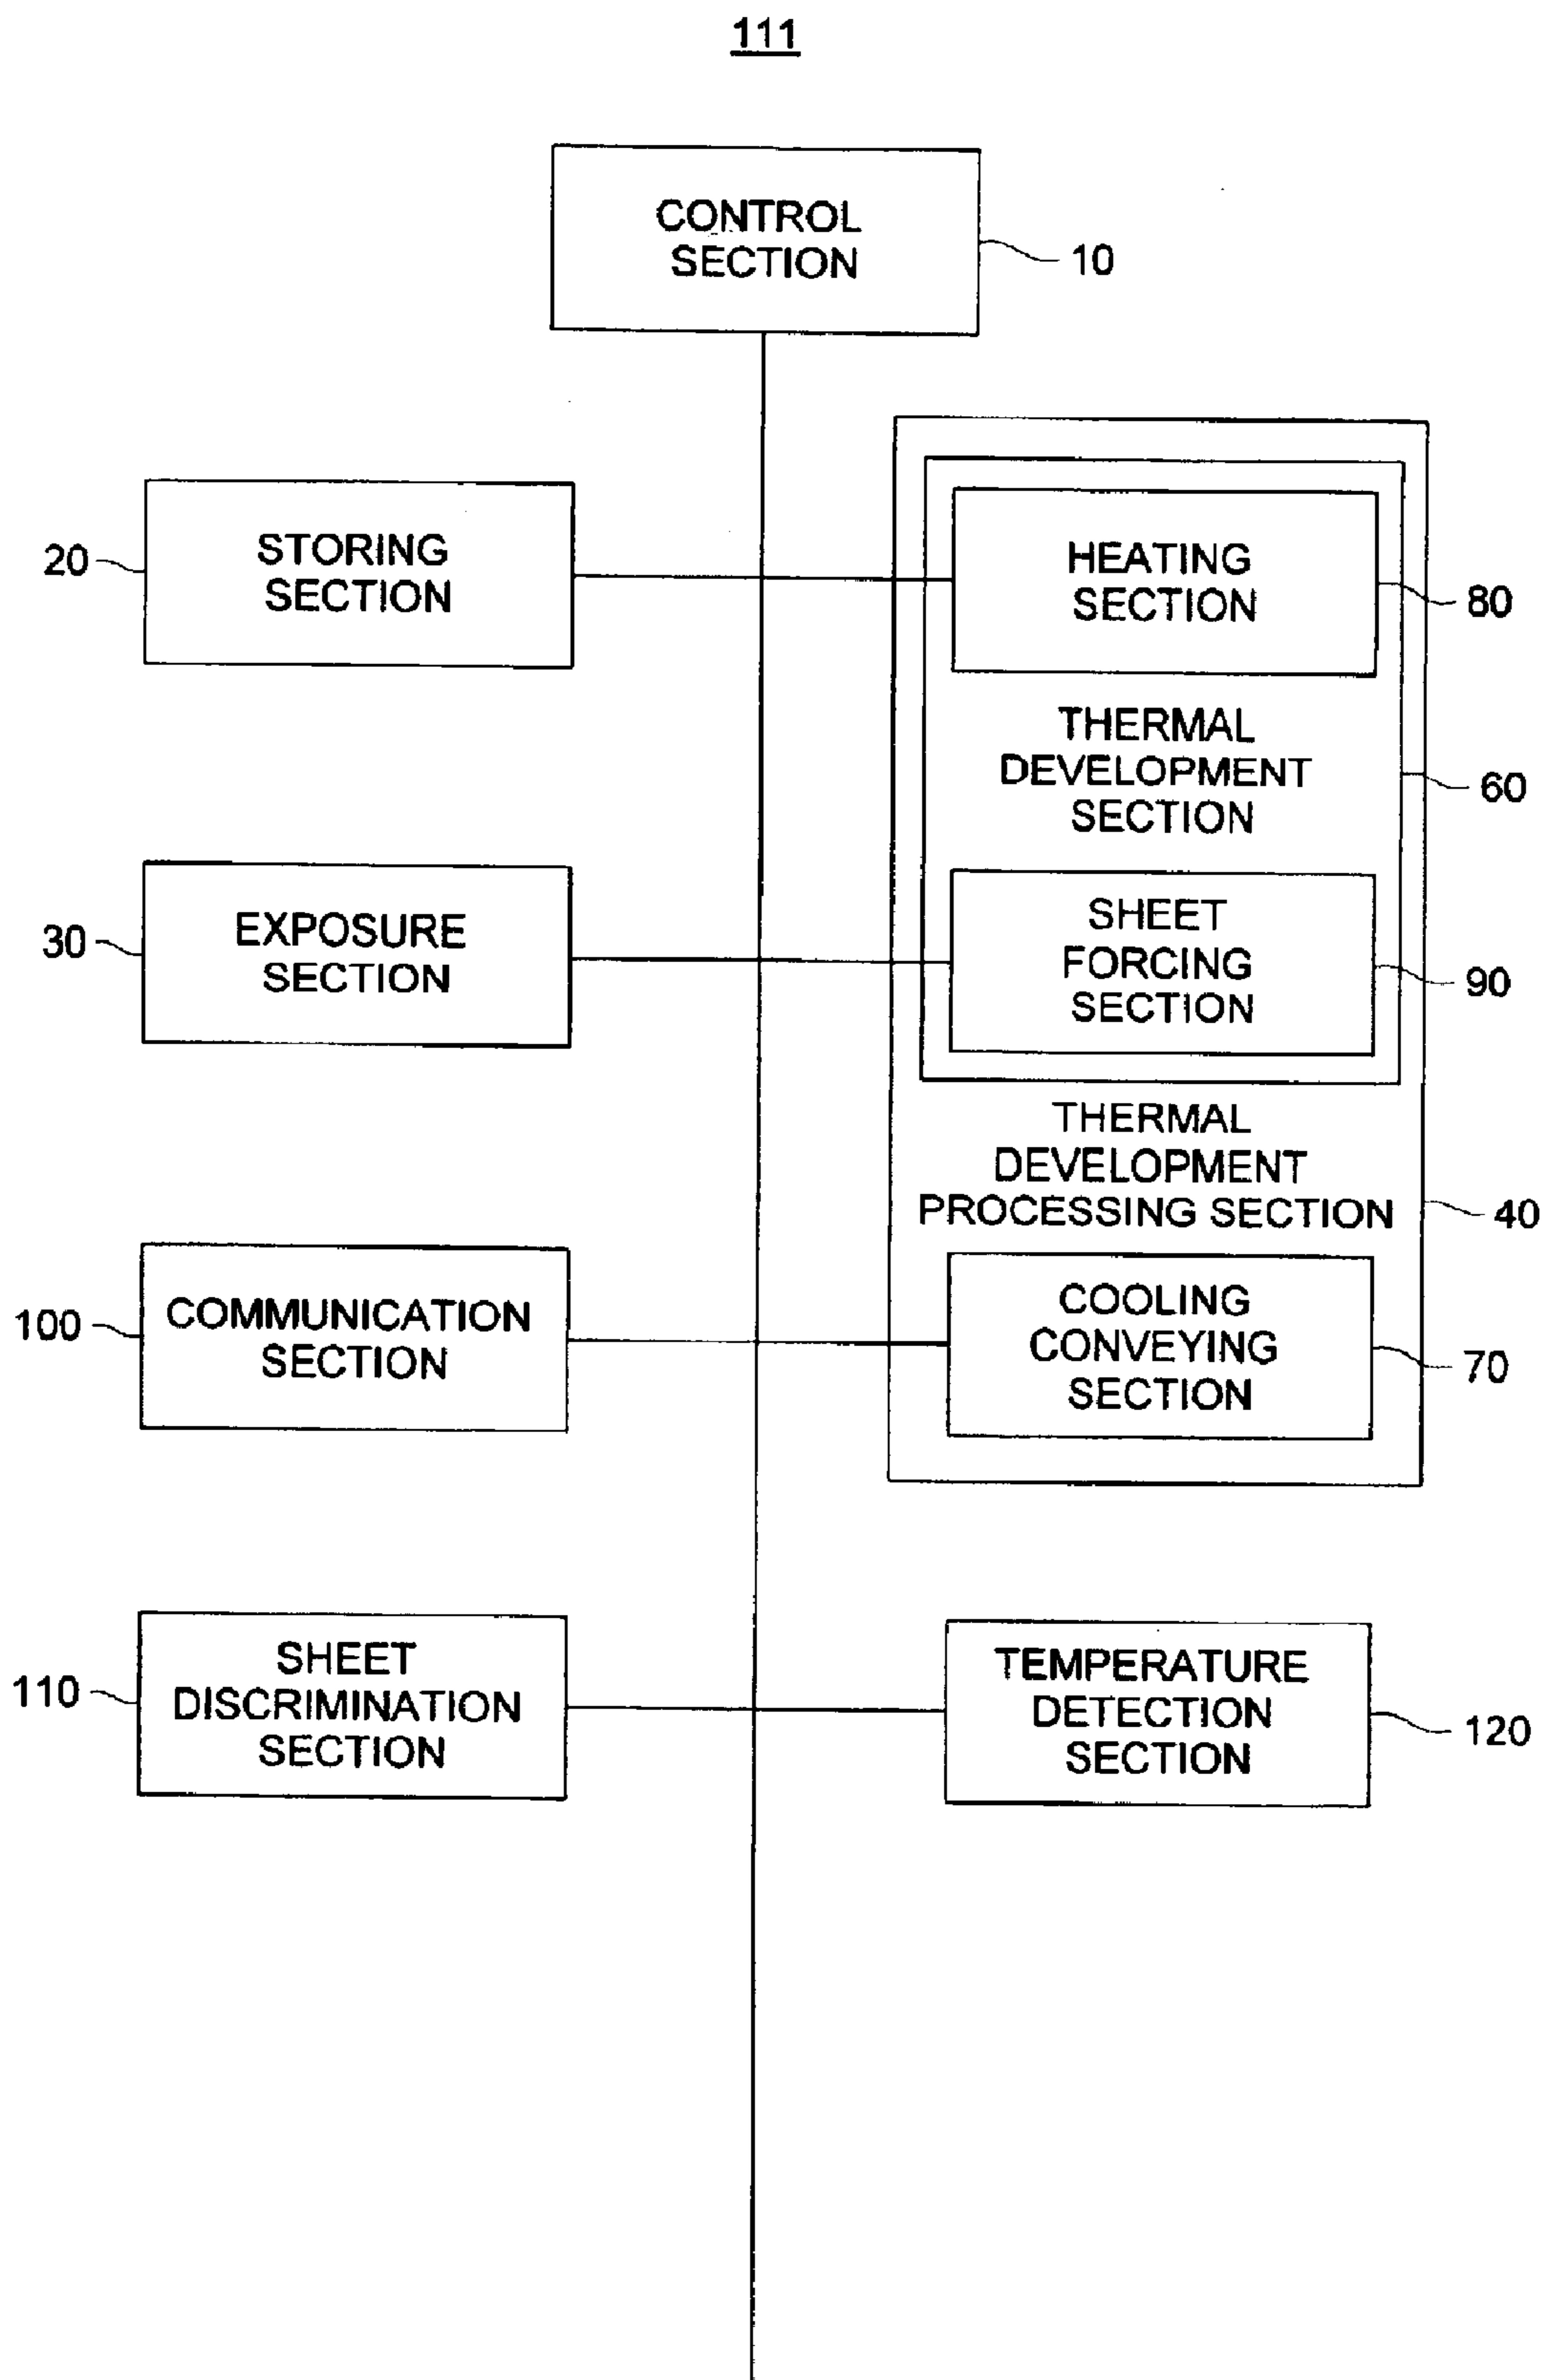 111
CONTROL
SECTION
10
20
STORING
SECTION
HEATING
SECTION
80
THERMAL
DEVELOPMENT
SECTION
60
30
EXPOSURE
SECTION
SHEET
FORCING
SECTION
90
THERMAL
DEVELOPMENT
PROCESSING SECTION
40
100
COMMUNICATION
SECTION
COOLING
CONVEYING
SECTION
70
110
SHEET
DISCRIMINATION
SECTION
TEMPERATURE
DETECTION
SECTION
120